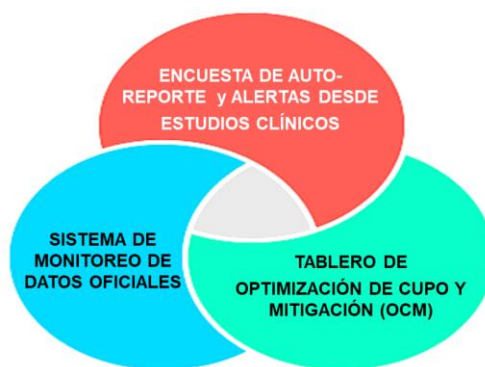 ENCUESTA DE AUTO-
REPORTE y ALERTAS DESDE
ESTUDIOS CLÍNICOS
SISTEMA DE
MONITOREO DE
DATOS OFICIALES
TABLERO DE
OPTIMIZACIÓN DE CUPO Y
MITIGACIÓN (OCM)